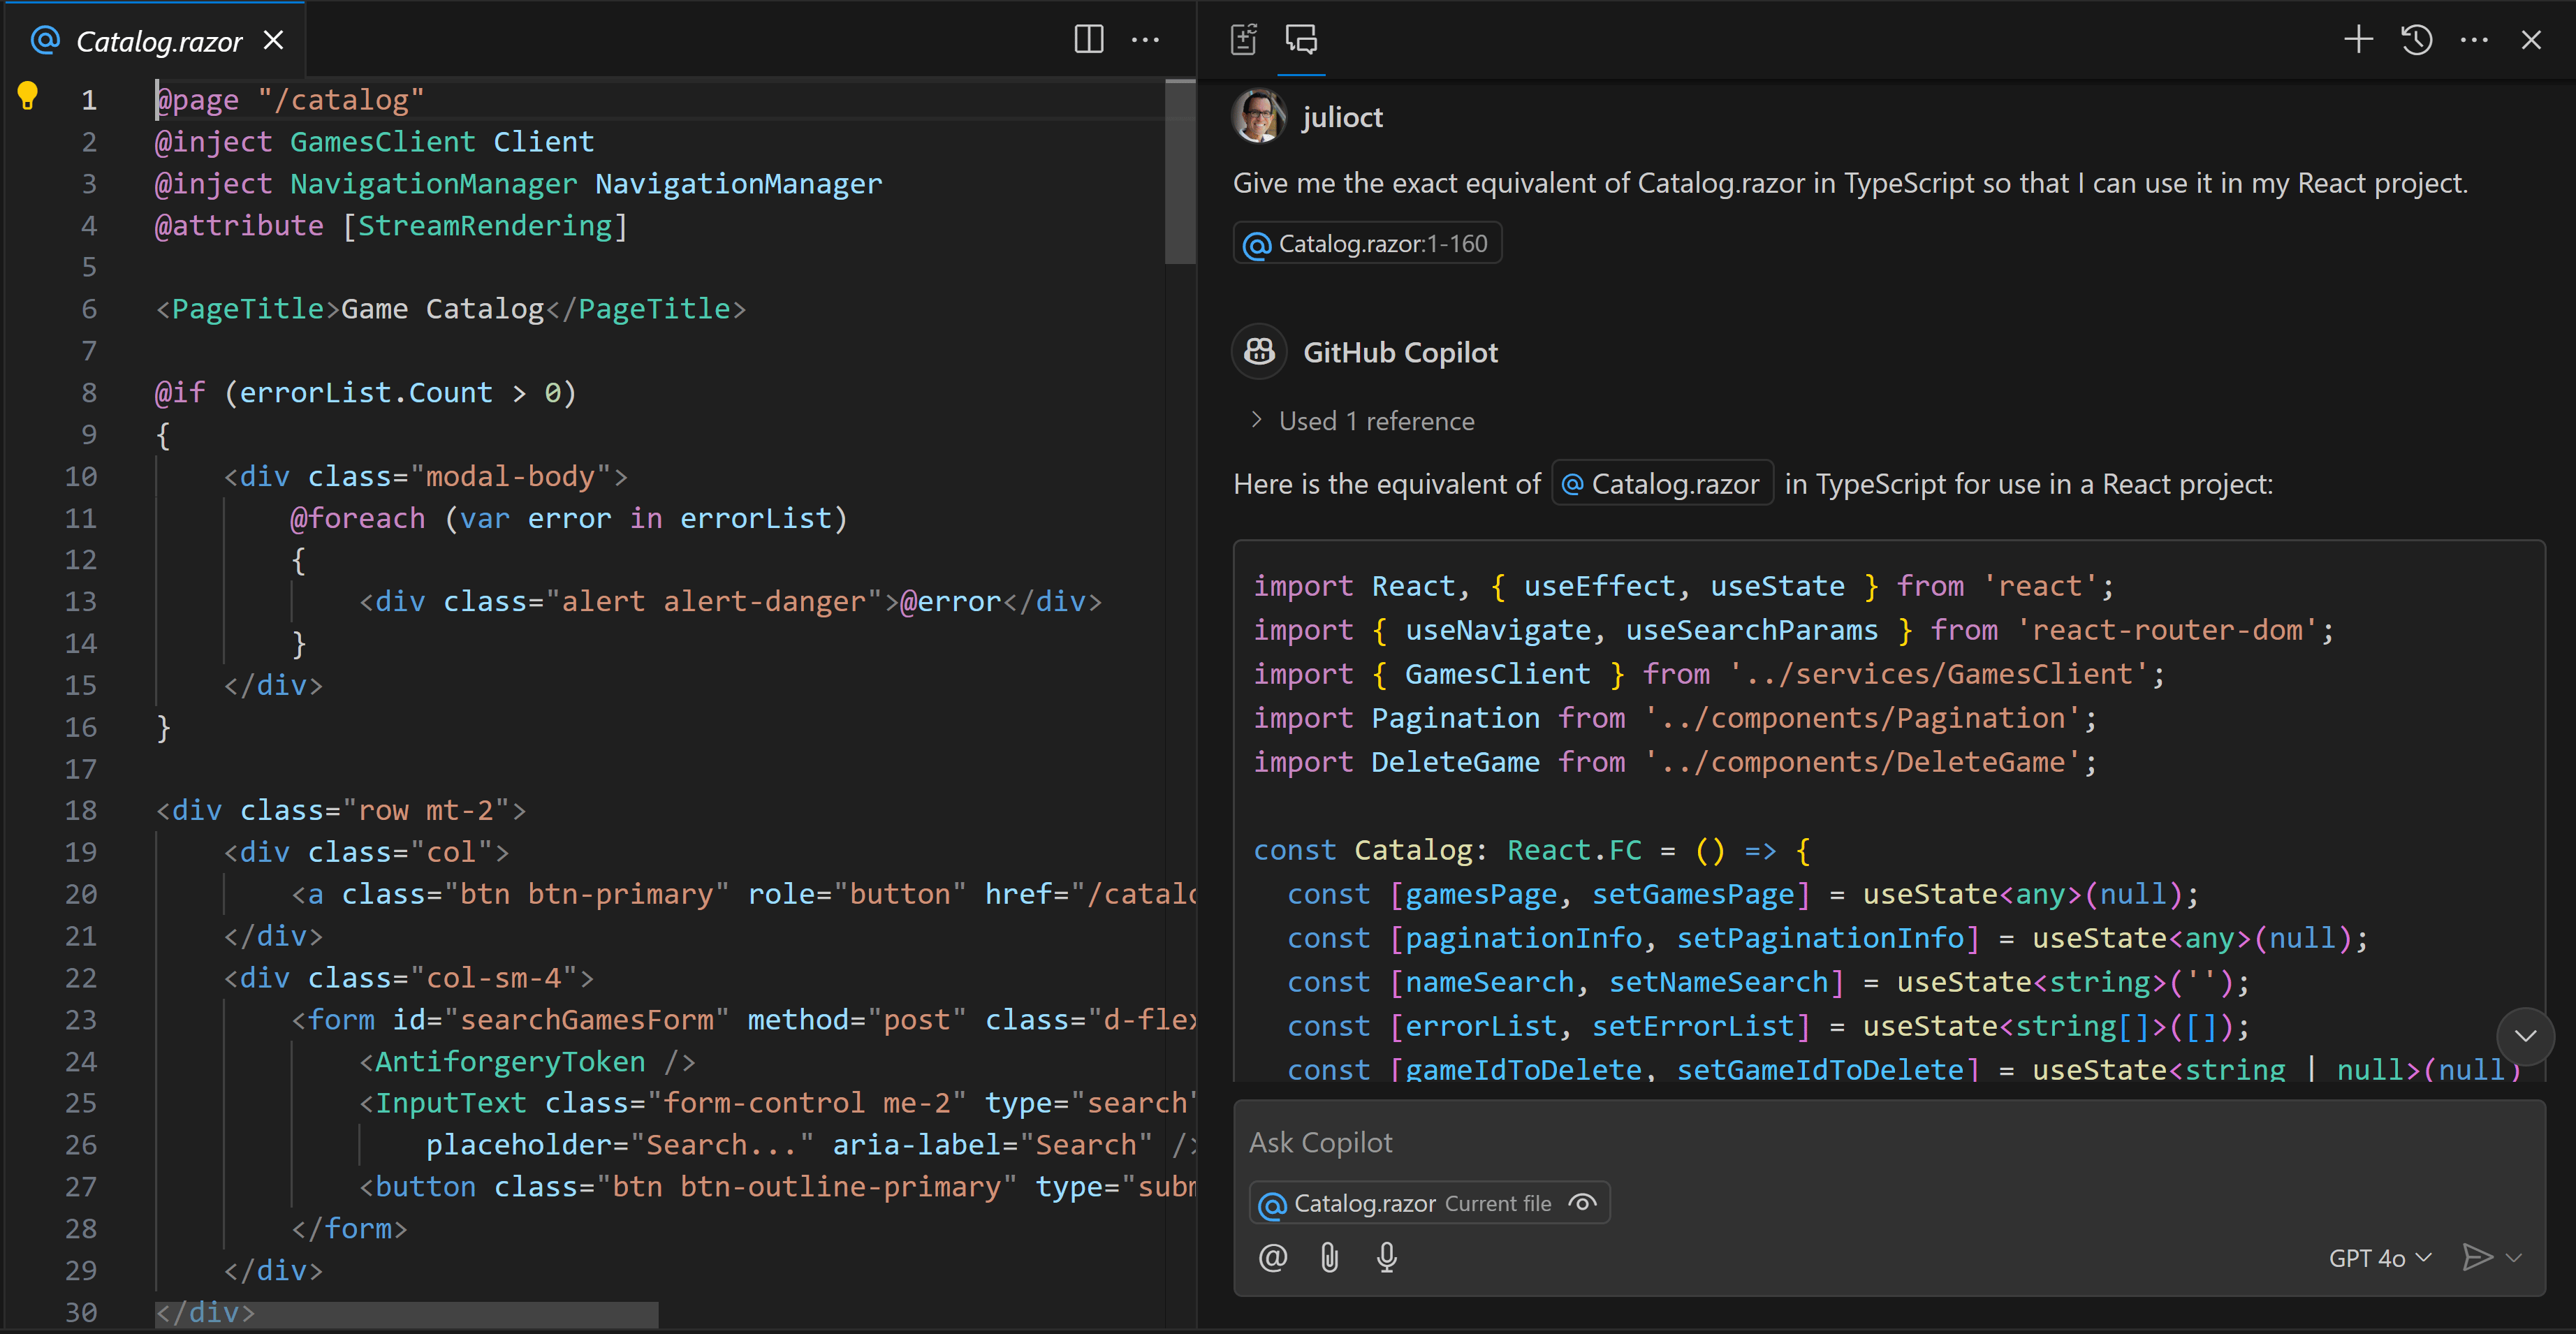 Catalog.razor
1 @page "/catalog"
2 @inject GamesClient Client
3 @inject NavigationManager NavigationManager
4 @attribute [StreamRendering]
5
6 <PageTitle>Game Catalog</PageTitle>
7
8 @if (errorList.Count > 0)
9 {
10 <div class="modal-body">
11 @foreach (var error in errorList)
12 {
13 <div class="alert alert-danger">@error</div>
14 }
15 </div>
16 }
17
18 <div class="row mt-2">
19 <div class="col">
20 <a class="btn btn-primary" role="button" href="/catalo
21 </div>
22 <div class="col-sm-4">
23 <form id="searchGamesForm" method="post" class="d-flex
24 <AntiforgeryToken />
25 <InputText class="form-control me-2" type="search"
26 placeholder="Search..." aria-label="Search" />
27 <button class="btn btn-outline-primary" type="subm
28 </form>
29 </div>
30 </div>
julioct
Give me the exact equivalent of Catalog.razor in TypeScript so that I can use it in my React project.
Catalog.razor:1-160
GitHub Copilot
Used 1 reference
Here is the equivalent of Catalog.razor in TypeScript for use in a React project:
import React, { useEffect, useState } from 'react';
import { useNavigate, useSearchParams } from 'react-router-dom';
import { GamesClient } from '../services/GamesClient';
import Pagination from '../components/Pagination';
import DeleteGame from '../components/DeleteGame';
const Catalog: React.FC = () => {
const [gamesPage, setGamesPage] = useState<any>(null);
const [paginationInfo, setPaginationInfo] = useState<any>(null);
const [nameSearch, setNameSearch] = useState<string>('');
const [errorList, setErrorList] = useState<string[]>([]);
const [gameIdToDelete, setGameIdToDelete] = useState<string | null>(null)
Ask Copilot
Catalog.razor Current file
GPT 4o